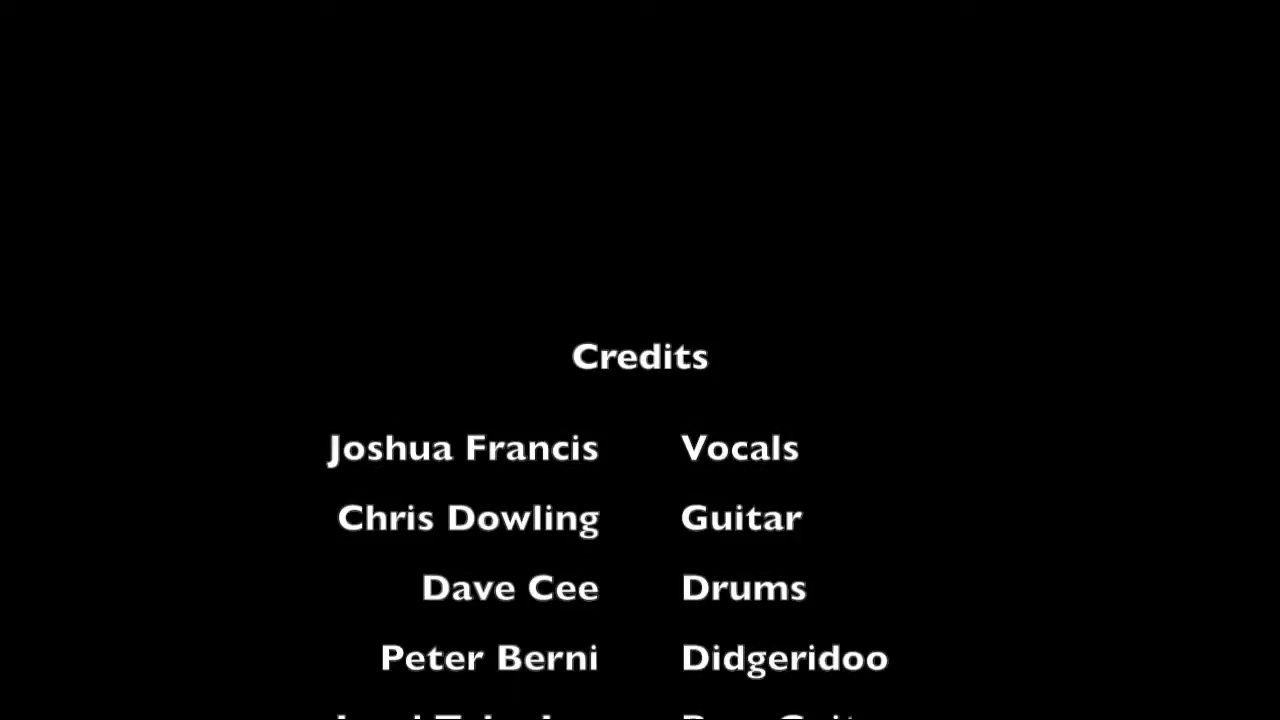 Credits
Joshua Francis Vocals
Chris Dowling Guitar
Dave Cee Drums
Peter Berni Didgeridoo